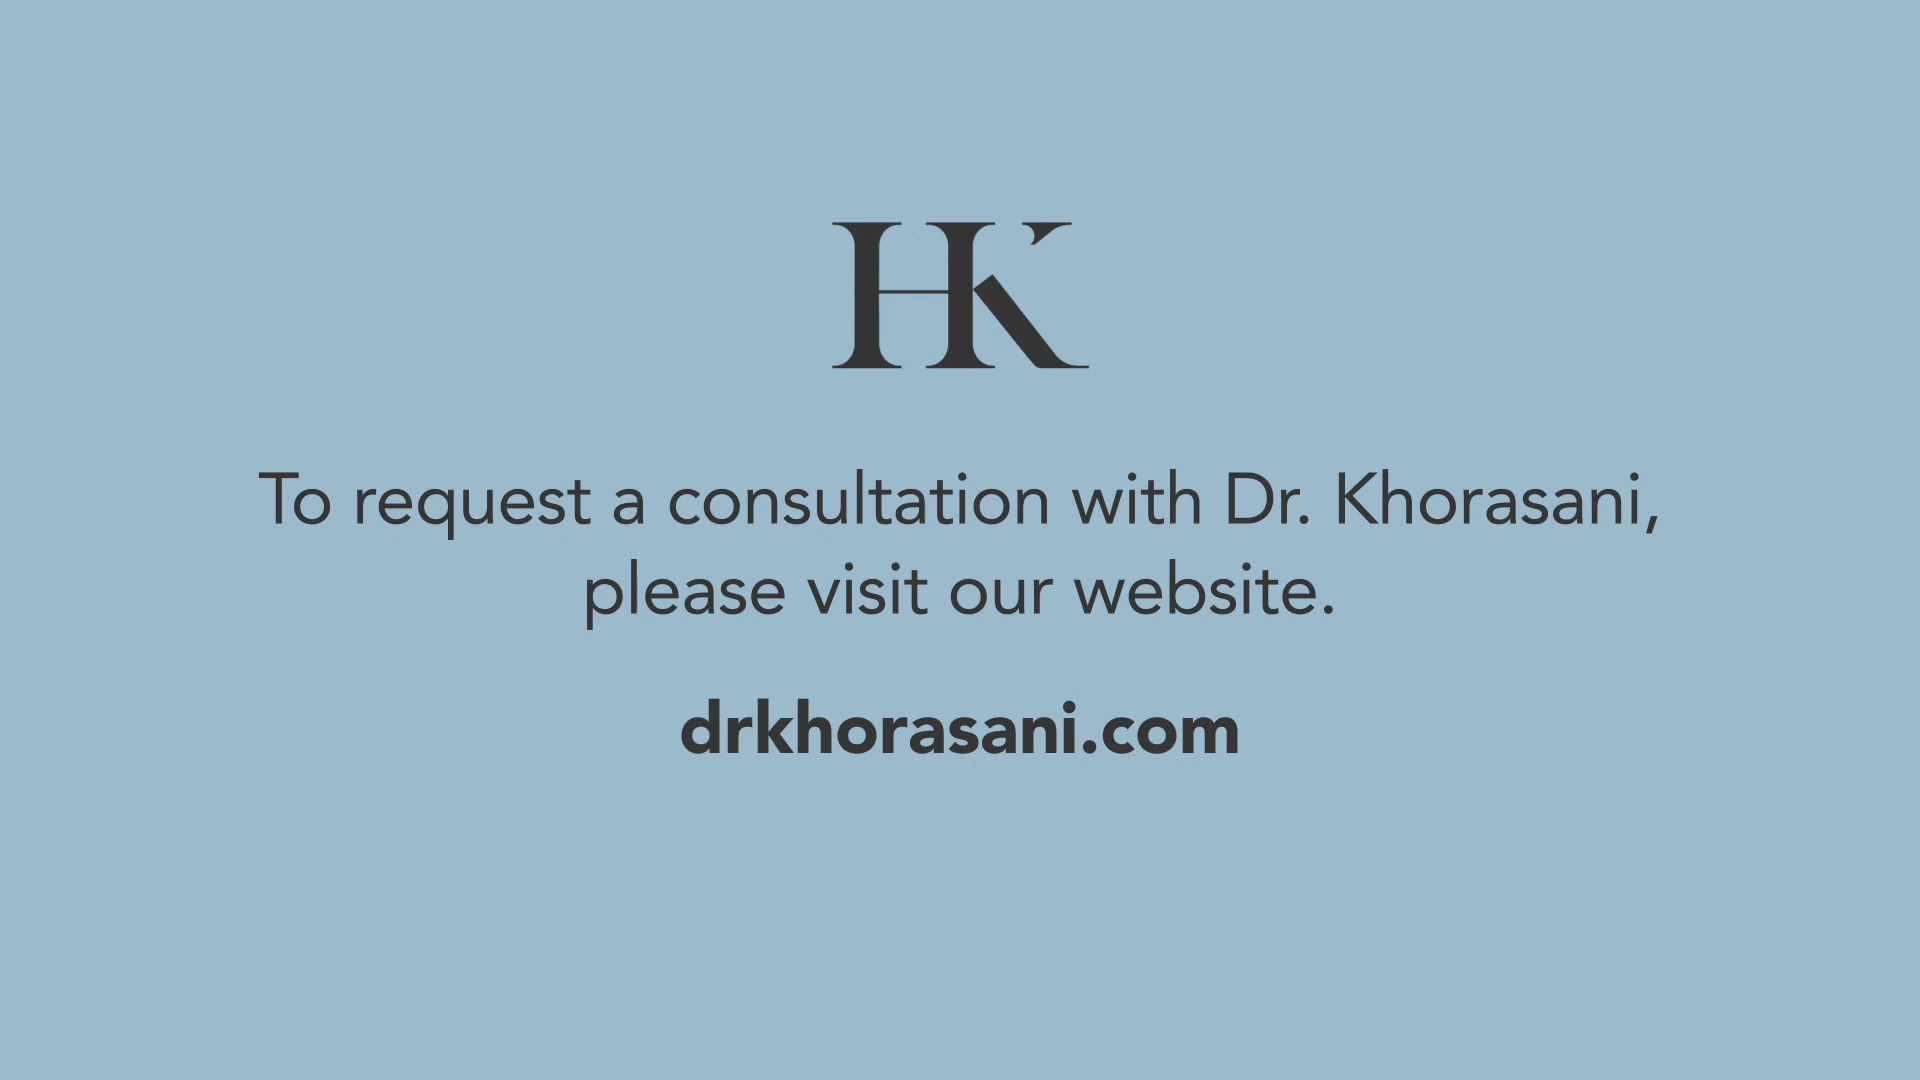 HK
To request a consultation with Dr. Khorasani,
please visit our website.
drkhorasani.com